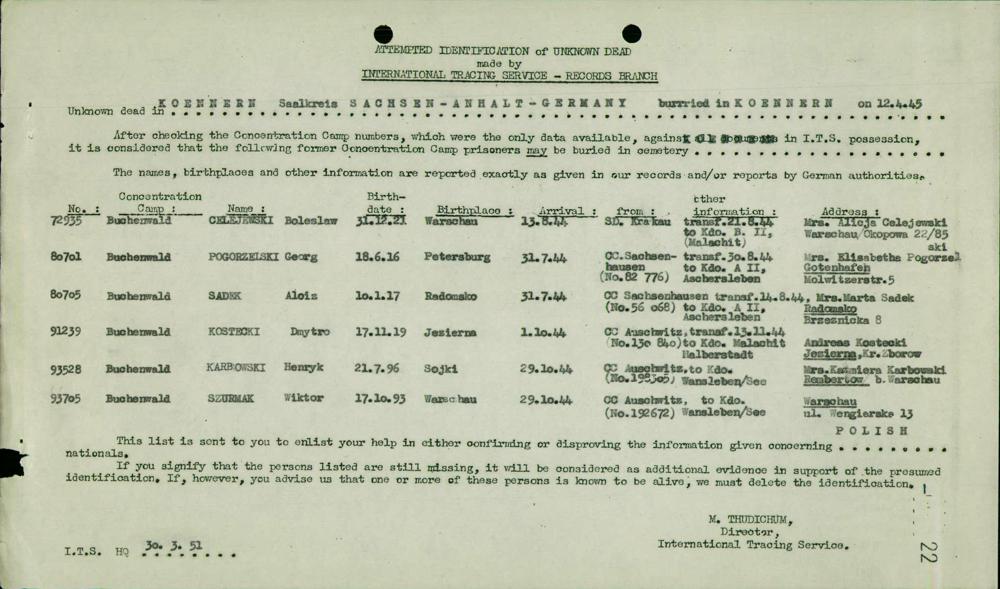 ATTEMPTED IDENTIFICATION of UNKNOWN DEAD
made by
INTERNATIONAL TRACING SERVICE - RECORDS BRANCH
Unknown dead in KOENNERN Saalkreis SACHSEN-ANHALT-GERMANY burrried in KOENNERN on 12.4.45
After checking the Concentration Camp numbers, which were the only data available, against all documents in I.T.S. possession,
it is considered that the following former Concentration Camp prisoners may be buried in cemetery . . . . . . . . . . . . . . . . . .
The names, birthplaces and other information are reported exactly as given in our records and/or reports by German authorities.
No. : Concentration Camp : Name : Birth-date : Birthplace : Arrival : from : other information : Address :
72935 Buchenwald CELEJEWSKI Boleslaw 31.12.21 Warschau 13.8.44 SD. Krakau transf.21.8.44 Mrs. Alicja Celejewski
to Kdo. B. II, Warschau/Okopowa 22/85
(Malachit)
80701 Buchenwald POGORZELSKI Georg 18.6.16 Petersburg 31.7.44 CC.Sachsen- transf.30.8.44 Mrs. Elisabetha Pogorzelski
hausen to Kdo. A II, Gotenhafen
(No.82 776) Aschersleben Molwitzerstr.5
80705 Buchenwald SADEK Alois 10.1.17 Radomsko 31.7.44 CC Sachsenhausen transf.14.8.44, Mrs.Marta Sadek
(No.56 068) to Kdo. A II, Radomsko
Aschersleben Brzeznicka 8
91239 Buchenwald KOSTECKI Dmytro 17.11.19 Jezierna 1.10.44 CC Auschwitz,transf.13.11.44
(No.130 840)to Kdo. Malachit Andreas Kostecki
Halberstadt Jezierna,Kr.Zborow
93528 Buchenwald KARBOWSKI Henryk 21.7.96 Sojki 29.10.44 CC Auschwitz,to Kdo. Mrs.Kazmiera Karbowski
(No.198305) Wansleben/See Rembertow b.Warschau
93705 Buchenwald SZURMAK Wiktor 17.10.93 Warschau 29.10.44 CC Auschwitz, to Kdo. Warschau
(No.192672) Wansleben/See ul. Wengierska 13
POLISH
This list is sent to you to enlist your help in either confirming or disproving the information given concerning . . . . . . . . .
nationals.
If you signify that the persons listed are still missing, it will be considered as additional evidence in support of the presumed
identification. If, however, you advise us that one or more of these persons is known to be alive, we must delete the identification.
M. THUDICHUM,
Director,
International Tracing Service.
I.T.S. HQ 30. 3. 51
22